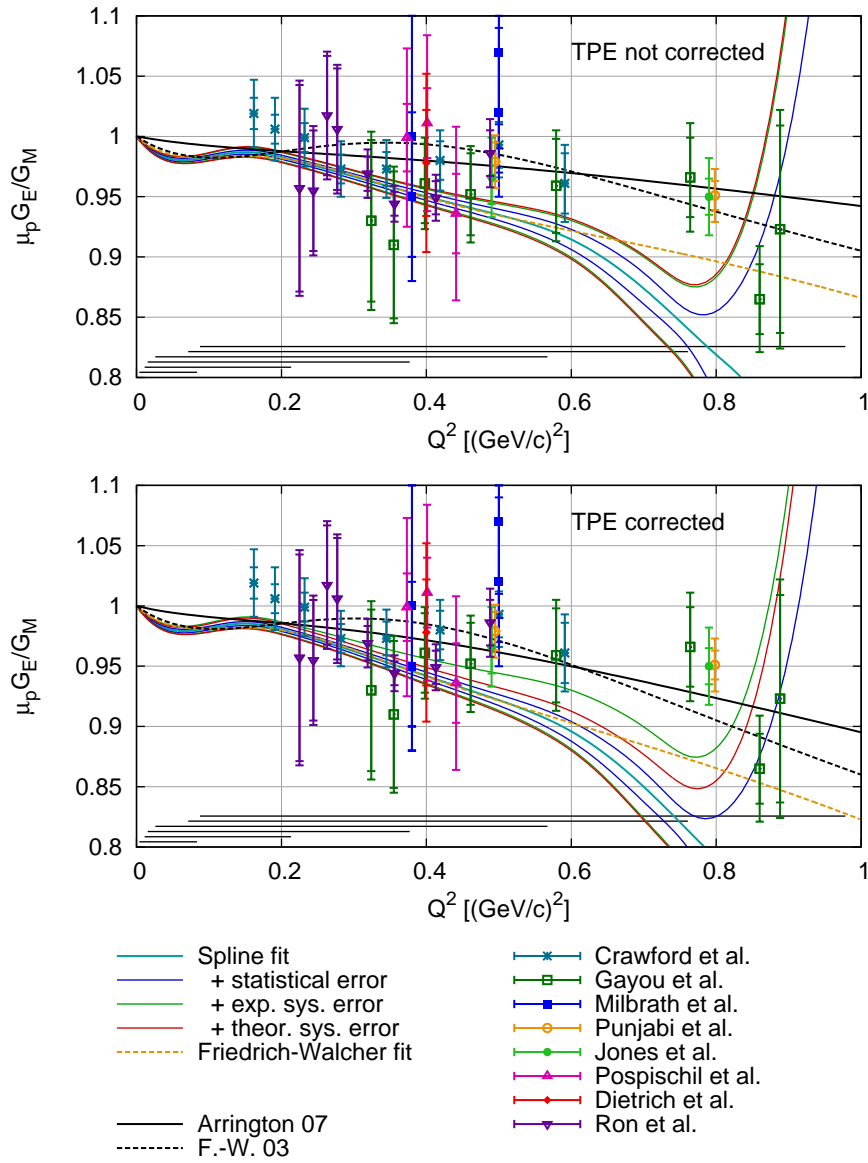 1.1
1.05
1
0.95
0.9
0.85
0.8
μpGE/GM
TPE not corrected
0 0.2 0.4 0.6 0.8 1
Q2 [(GeV/c)2]
1.1
1.05
1
0.95
0.9
0.85
0.8
μpGE/GM
TPE corrected
0 0.2 0.4 0.6 0.8 1
Q2 [(GeV/c)2]
Spline fit
+ statistical error
+ exp. sys. error
+ theor. sys. error
Friedrich-Walcher fit
Arrington 07
F.-W. 03
Crawford et al.
Gayou et al.
Milbrath et al.
Punjabi et al.
Jones et al.
Pospischil et al.
Dietrich et al.
Ron et al.